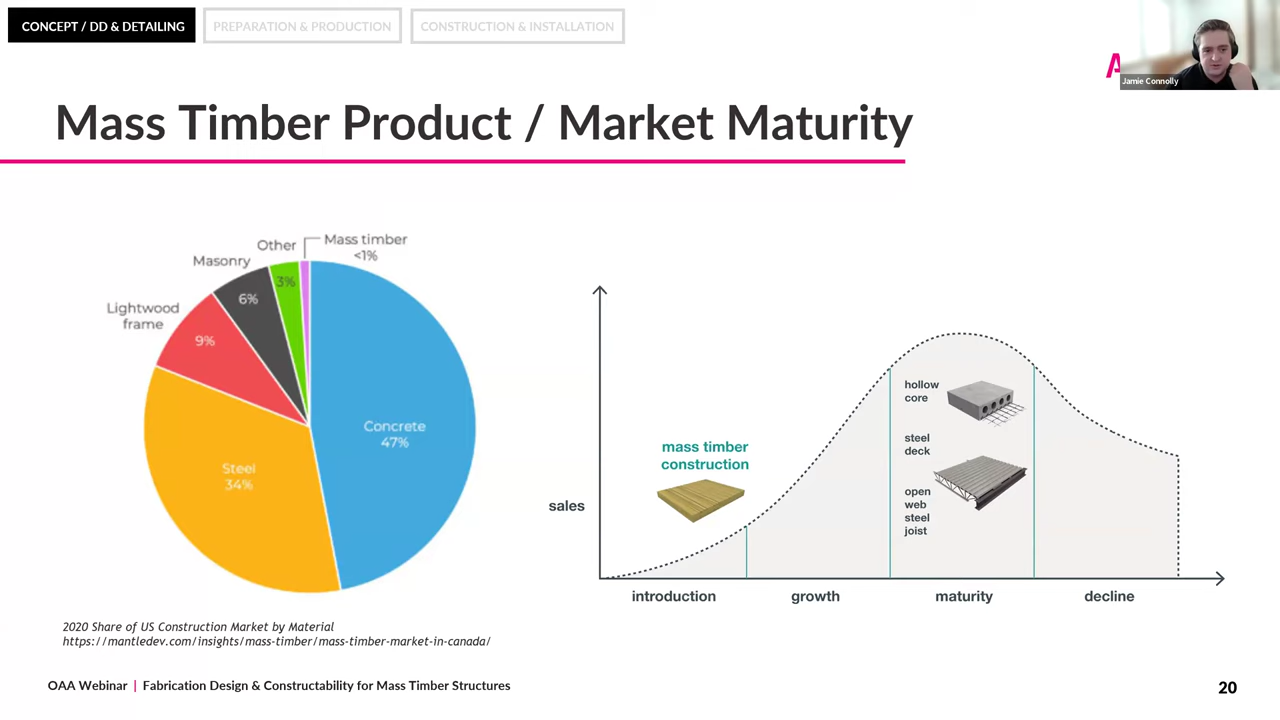 CONCEPT / DD & DETAILING
PREPARATION & PRODUCTION
CONSTRUCTION & INSTALLATION
A
Jamie Connolly
Mass Timber Product / Market Maturity
Other
Mass timber
<1%
Masonry
3%
6%
Lightwood
frame
9%
Concrete
47%
Steel
34%
hollow
core
steel
deck
open
web
steel
joist
mass timber
construction
sales
introduction
growth
maturity
decline
2020 Share of US Construction Market by Material
https://mantledev.com/insights/mass-timber/mass-timber-market-in-canada/
OAA Webinar | Fabrication Design & Constructability for Mass Timber Structures
20